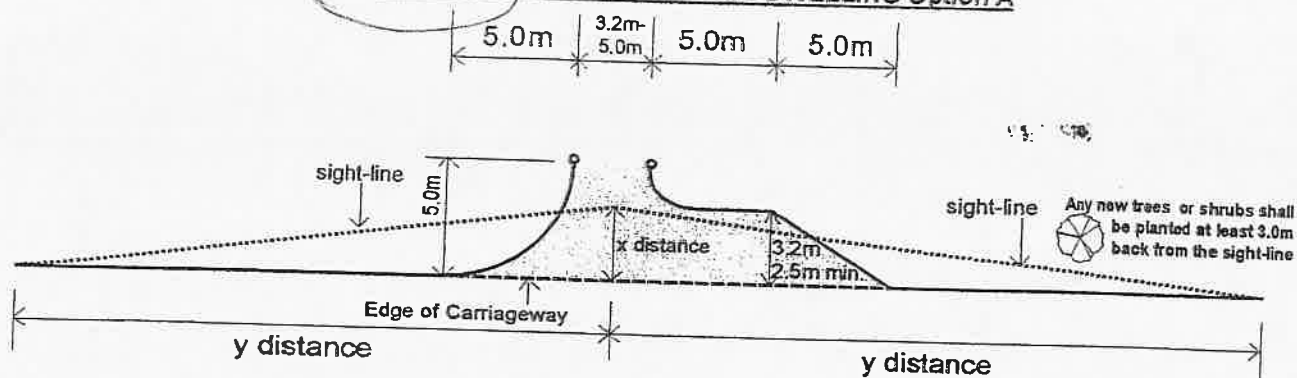 Option A
5.0m
3.2m-
5.0m
5.0m
5.0m
sight-line
5.0m
x distance
3.2m
2.5m min.
sight-line
Any new trees or shrubs shall
be planted at least 3.0m
back from the sight-line
Edge of Carriageway
y distance
y distance